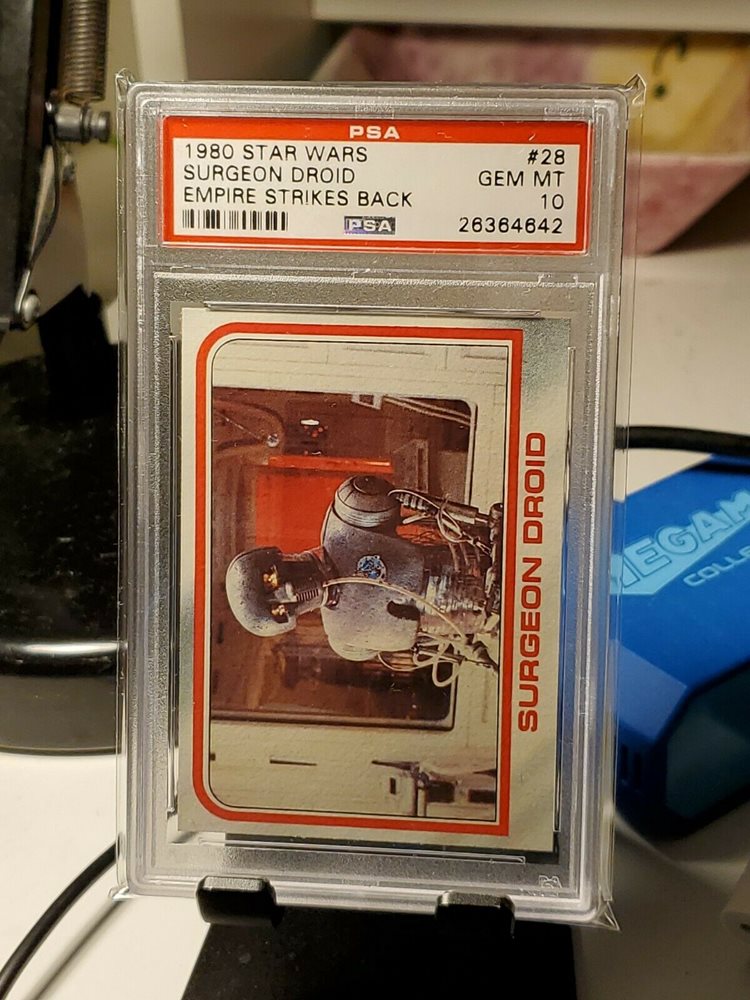 PSA
1980 STAR WARS #28
SURGEON DROID GEM MT
EMPIRE STRIKES BACK 10
PSA 26364642
SURGEON DROID